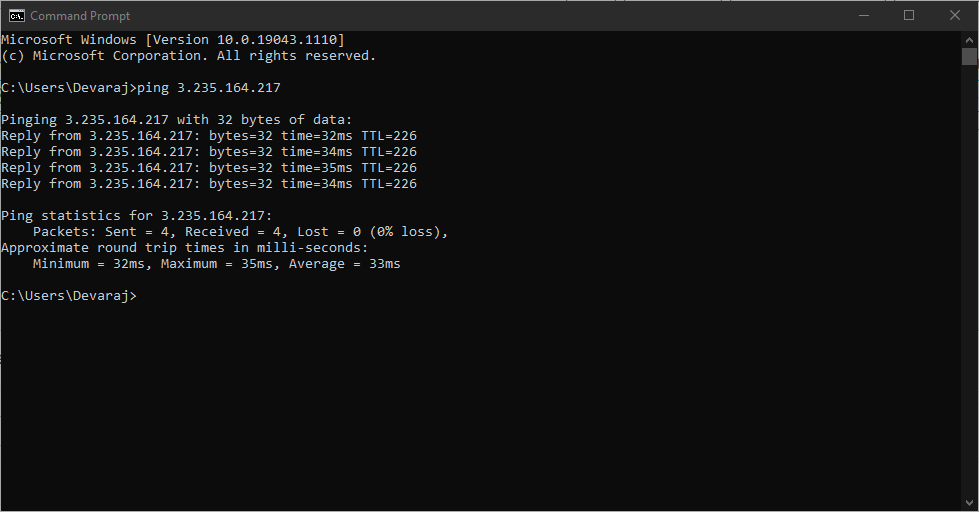 Command Prompt
Microsoft Windows [Version 10.0.19043.1110]
(c) Microsoft Corporation. All rights reserved.
C:\Users\Devaraj>ping 3.235.164.217
Pinging 3.235.164.217 with 32 bytes of data:
Reply from 3.235.164.217: bytes=32 time=32ms TTL=226
Reply from 3.235.164.217: bytes=32 time=34ms TTL=226
Reply from 3.235.164.217: bytes=32 time=35ms TTL=226
Reply from 3.235.164.217: bytes=32 time=34ms TTL=226
Ping statistics for 3.235.164.217:
    Packets: Sent = 4, Received = 4, Lost = 0 (0% loss),
Approximate round trip times in milli-seconds:
    Minimum = 32ms, Maximum = 35ms, Average = 33ms
C:\Users\Devaraj>